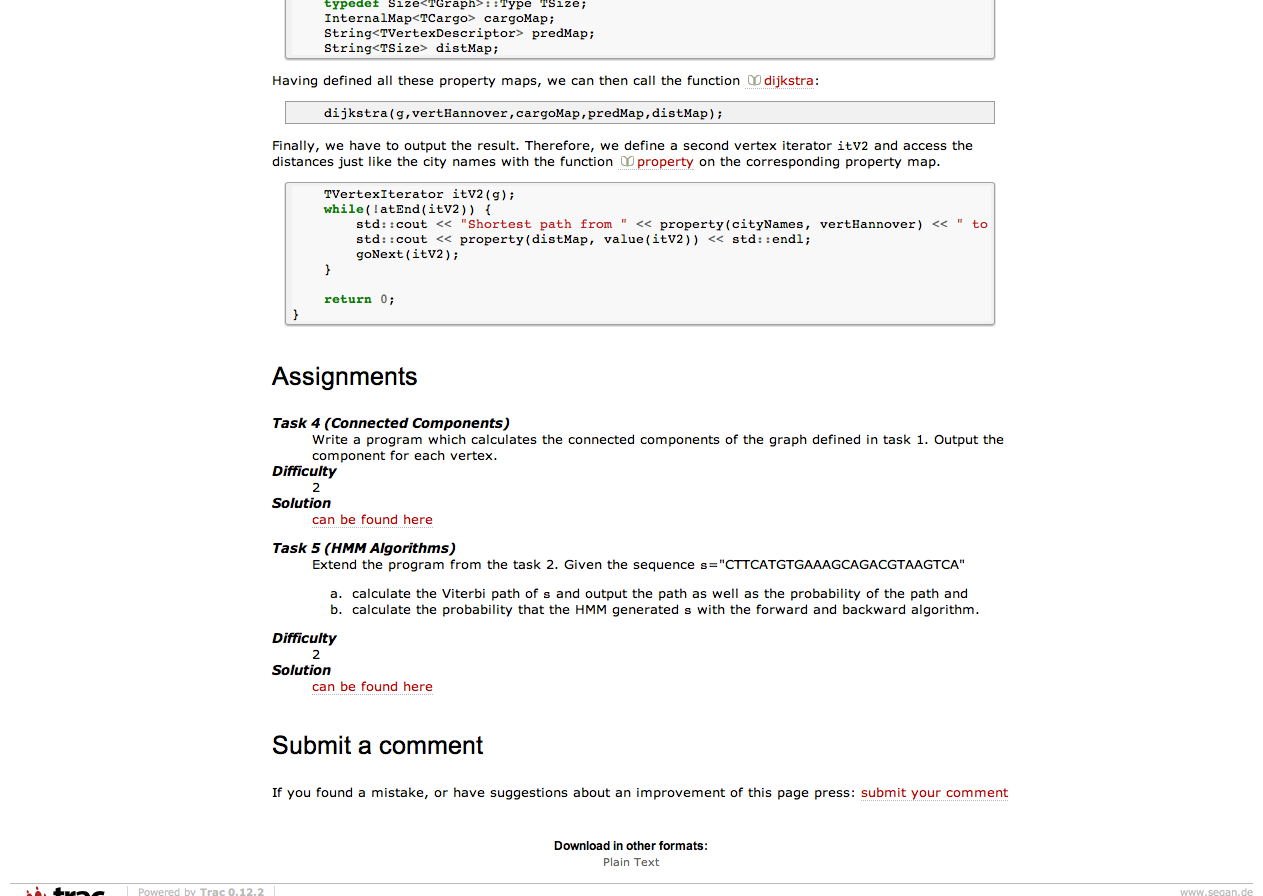 typedef Size<TGraph>::Type TSize;
InternalMap<TCargo> cargoMap;
String<TVertexDescriptor> predMap;
String<TSize> distMap;
Having defined all these property maps, we can then call the function dijkstra:
dijkstra(g,vertHannover,cargoMap,predMap,distMap);
Finally, we have to output the result. Therefore, we define a second vertex iterator itV2 and access the
distances just like the city names with the function property on the corresponding property map.
TVertexIterator itV2(g);
while(!atEnd(itV2)) {
std::cout << "Shortest path from " << property(cityNames, vertHannover) << " to
std::cout << property(distMap, value(itV2)) << std::endl;
goNext(itV2);
}
return 0;
}
Assignments
Task 4 (Connected Components)
Write a program which calculates the connected components of the graph defined in task 1. Output the
component for each vertex.
Difficulty
2
Solution
can be found here
Task 5 (HMM Algorithms)
Extend the program from the task 2. Given the sequence s="CTTCATGTGAAAGCAGACGTAAGTCA"
a. calculate the Viterbi path of s and output the path as well as the probability of the path and
b. calculate the probability that the HMM generated s with the forward and backward algorithm.
Difficulty
2
Solution
can be found here
Submit a comment
If you found a mistake, or have suggestions about an improvement of this page press: submit your comment
Download in other formats:
Plain Text
trac Powered by Trac 0.12.2 www.seqan.de